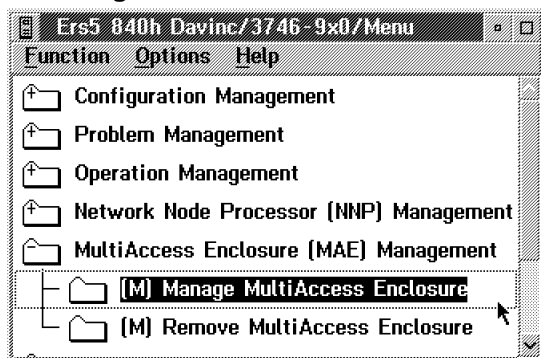 Ers5 840h Davinc/3746-9x0/Menu
Function Options Help
Configuration Management
Problem Management
Operation Management
Network Node Processor (NNP) Management
MultiAccess Enclosure (MAE) Management
(M) Manage MultiAccess Enclosure
(M) Remove MultiAccess Enclosure